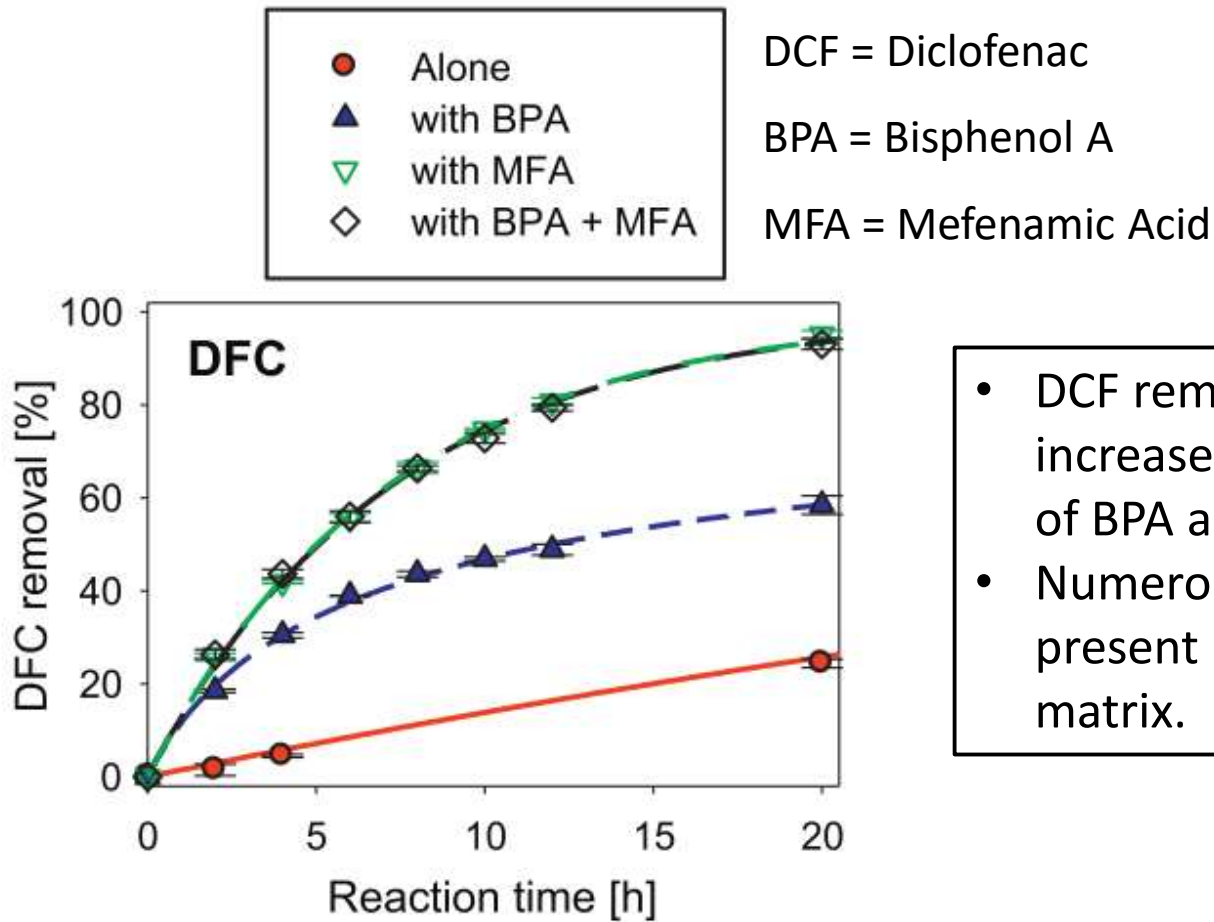 Alone
with BPA
with MFA
with BPA + MFA
DCF = Diclofenac
BPA = Bisphenol A
MFA = Mefenamic Acid
DFC
DFC removal [%]
100
80
60
40
20
0
0 5 10 15 20
Reaction time [h]
• DCF rem
increase
of BPA a
• Numero
present
matrix.